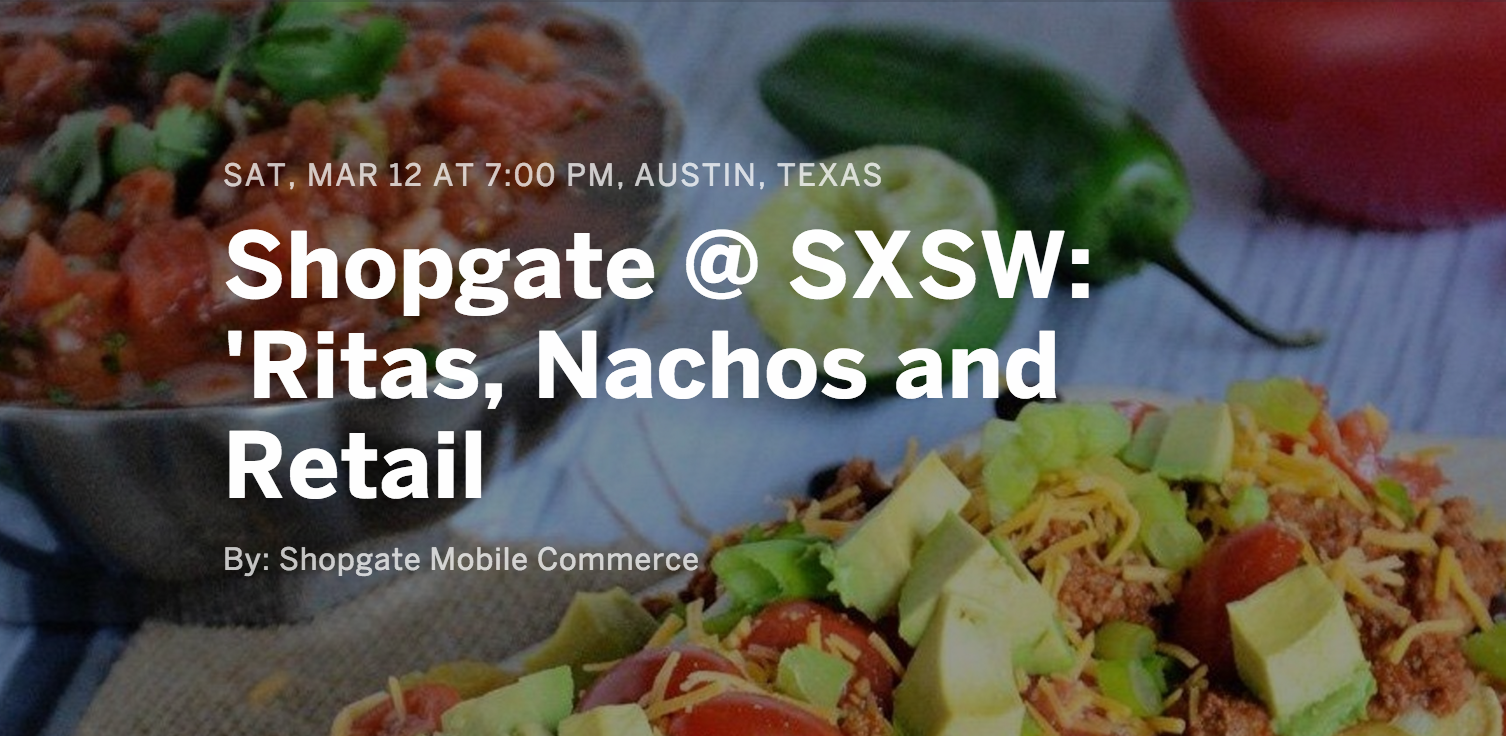 SAT, MAR 12 AT 7:00 PM, AUSTIN, TEXAS
Shopgate @ SXSW:
'Ritas, Nachos and
Retail
By: Shopgate Mobile Commerce